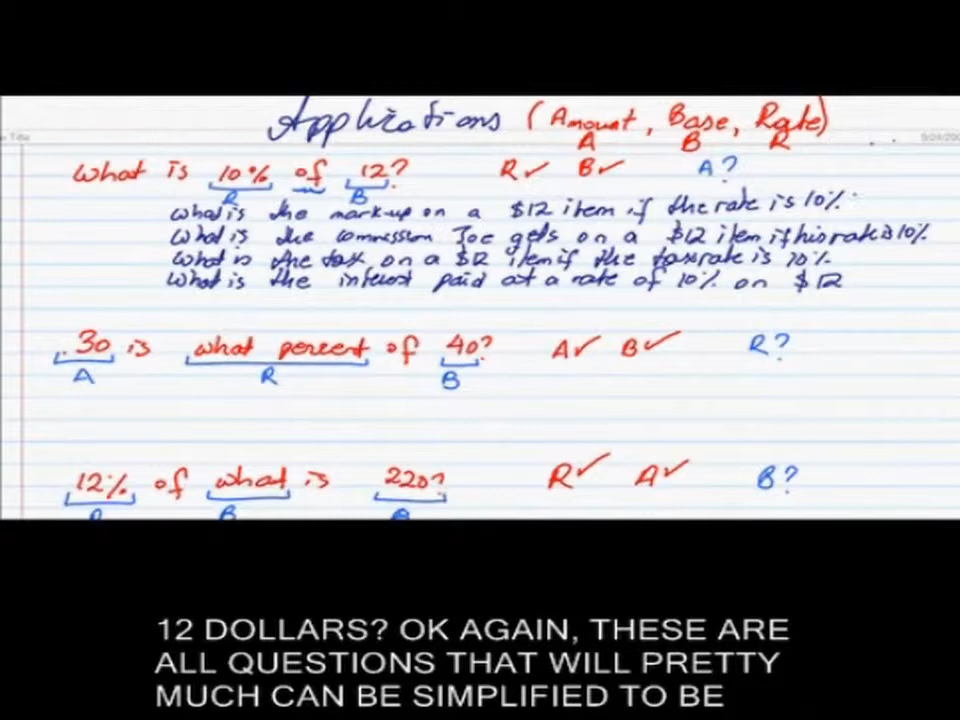 Applications (Amount, Base, Rate)
A B R
What is 10% of 12? R✓ B✓ A?
R B
What is the mark-up on a $12 item if the rate is 10%
What is the commission Joe gets on a $12 item if his rate is 10%
What is the tax on a $12 item if the tax rate is 10%
What is the interest paid at a rate of 10% on $12
30 is what percent of 40? A✓ B✓ R?
A R B
12% of what is 220? R✓ A✓ B?
12 DOLLARS? OK AGAIN, THESE ARE
ALL QUESTIONS THAT WILL PRETTY
MUCH CAN BE SIMPLIFIED TO BE